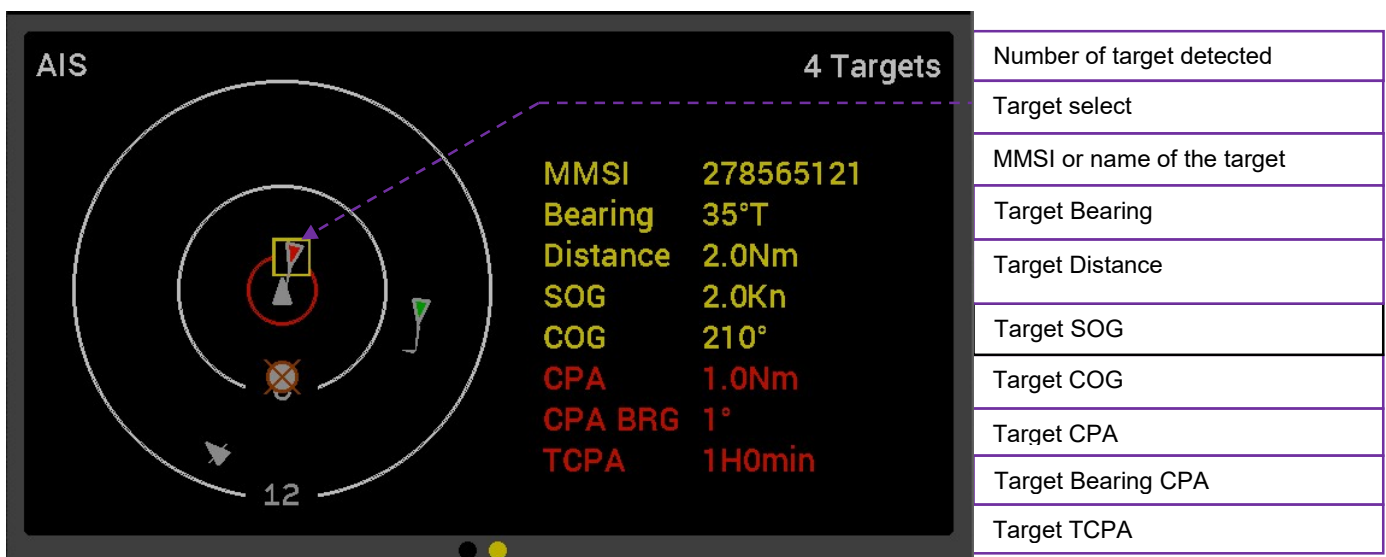 AIS
4 Targets
MMSI 278565121
Bearing 35°T
Distance 2.0Nm
SOG 2.0Kn
COG 210°
CPA 1.0Nm
CPA BRG 1°
TCPA 1H0min
12
Number of target detected
Target select
MMSI or name of the target
Target Bearing
Target Distance
Target SOG
Target COG
Target CPA
Target Bearing CPA
Target TCPA